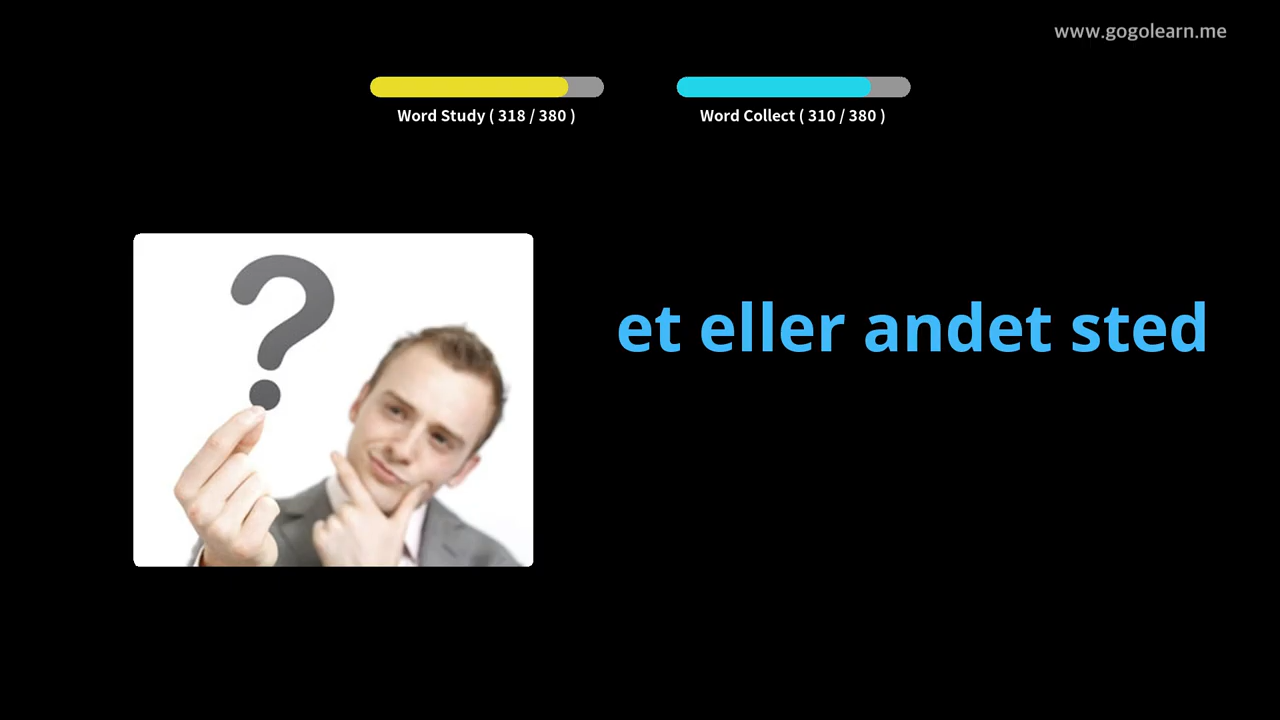 www.gogolearn.me
Word Study ( 318 / 380 )
Word Collect ( 310 / 380 )
?
et eller andet sted